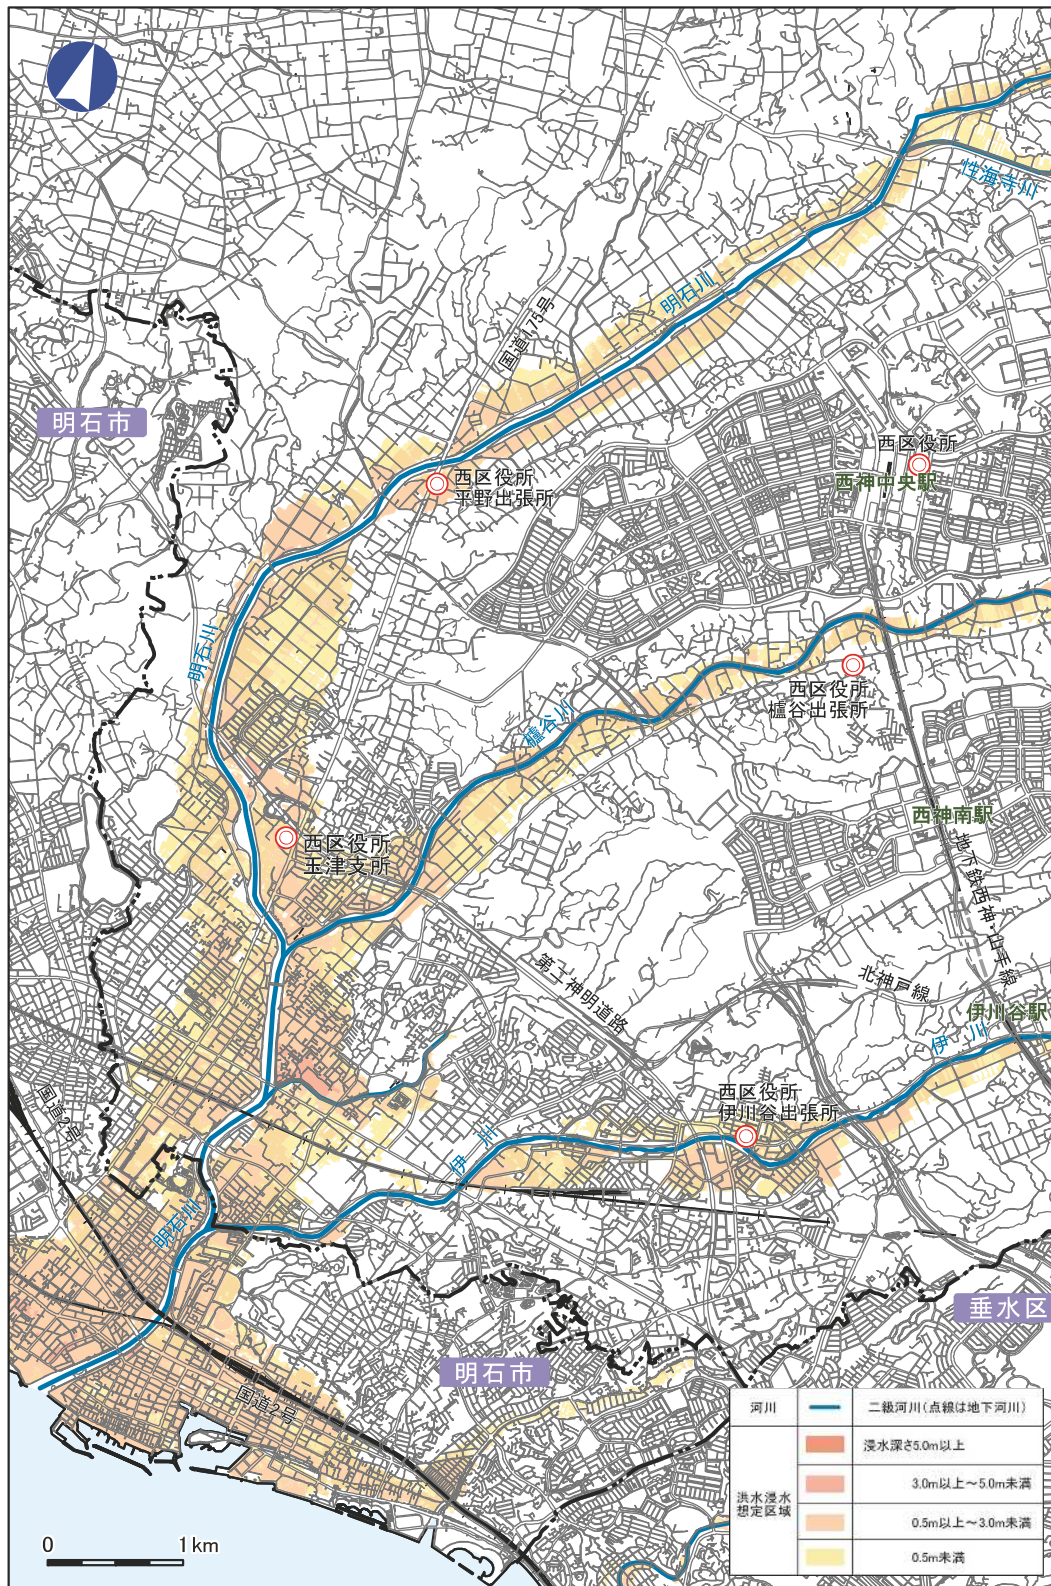 性海寺川
明石川
国道175号
明石市
西区役所
西神中央駅
西区役所
平野出張所
明石川
櫨谷川
西区役所
櫨谷出張所
西神南駅
地下鉄西神・山手線
西区役所
玉津支所
第二神明道路
北神戸線
伊川谷駅
伊川
国道2号
西区役所
伊川谷出張所
伊川
明石川
垂水区
明石市
国道2号
河川
二級河川(点線は地下河川)
洪水浸水
想定区域
浸水深さ5.0m以上
3.0m以上～5.0m未満
0.5m以上～3.0m未満
0.5m未満
0 1km